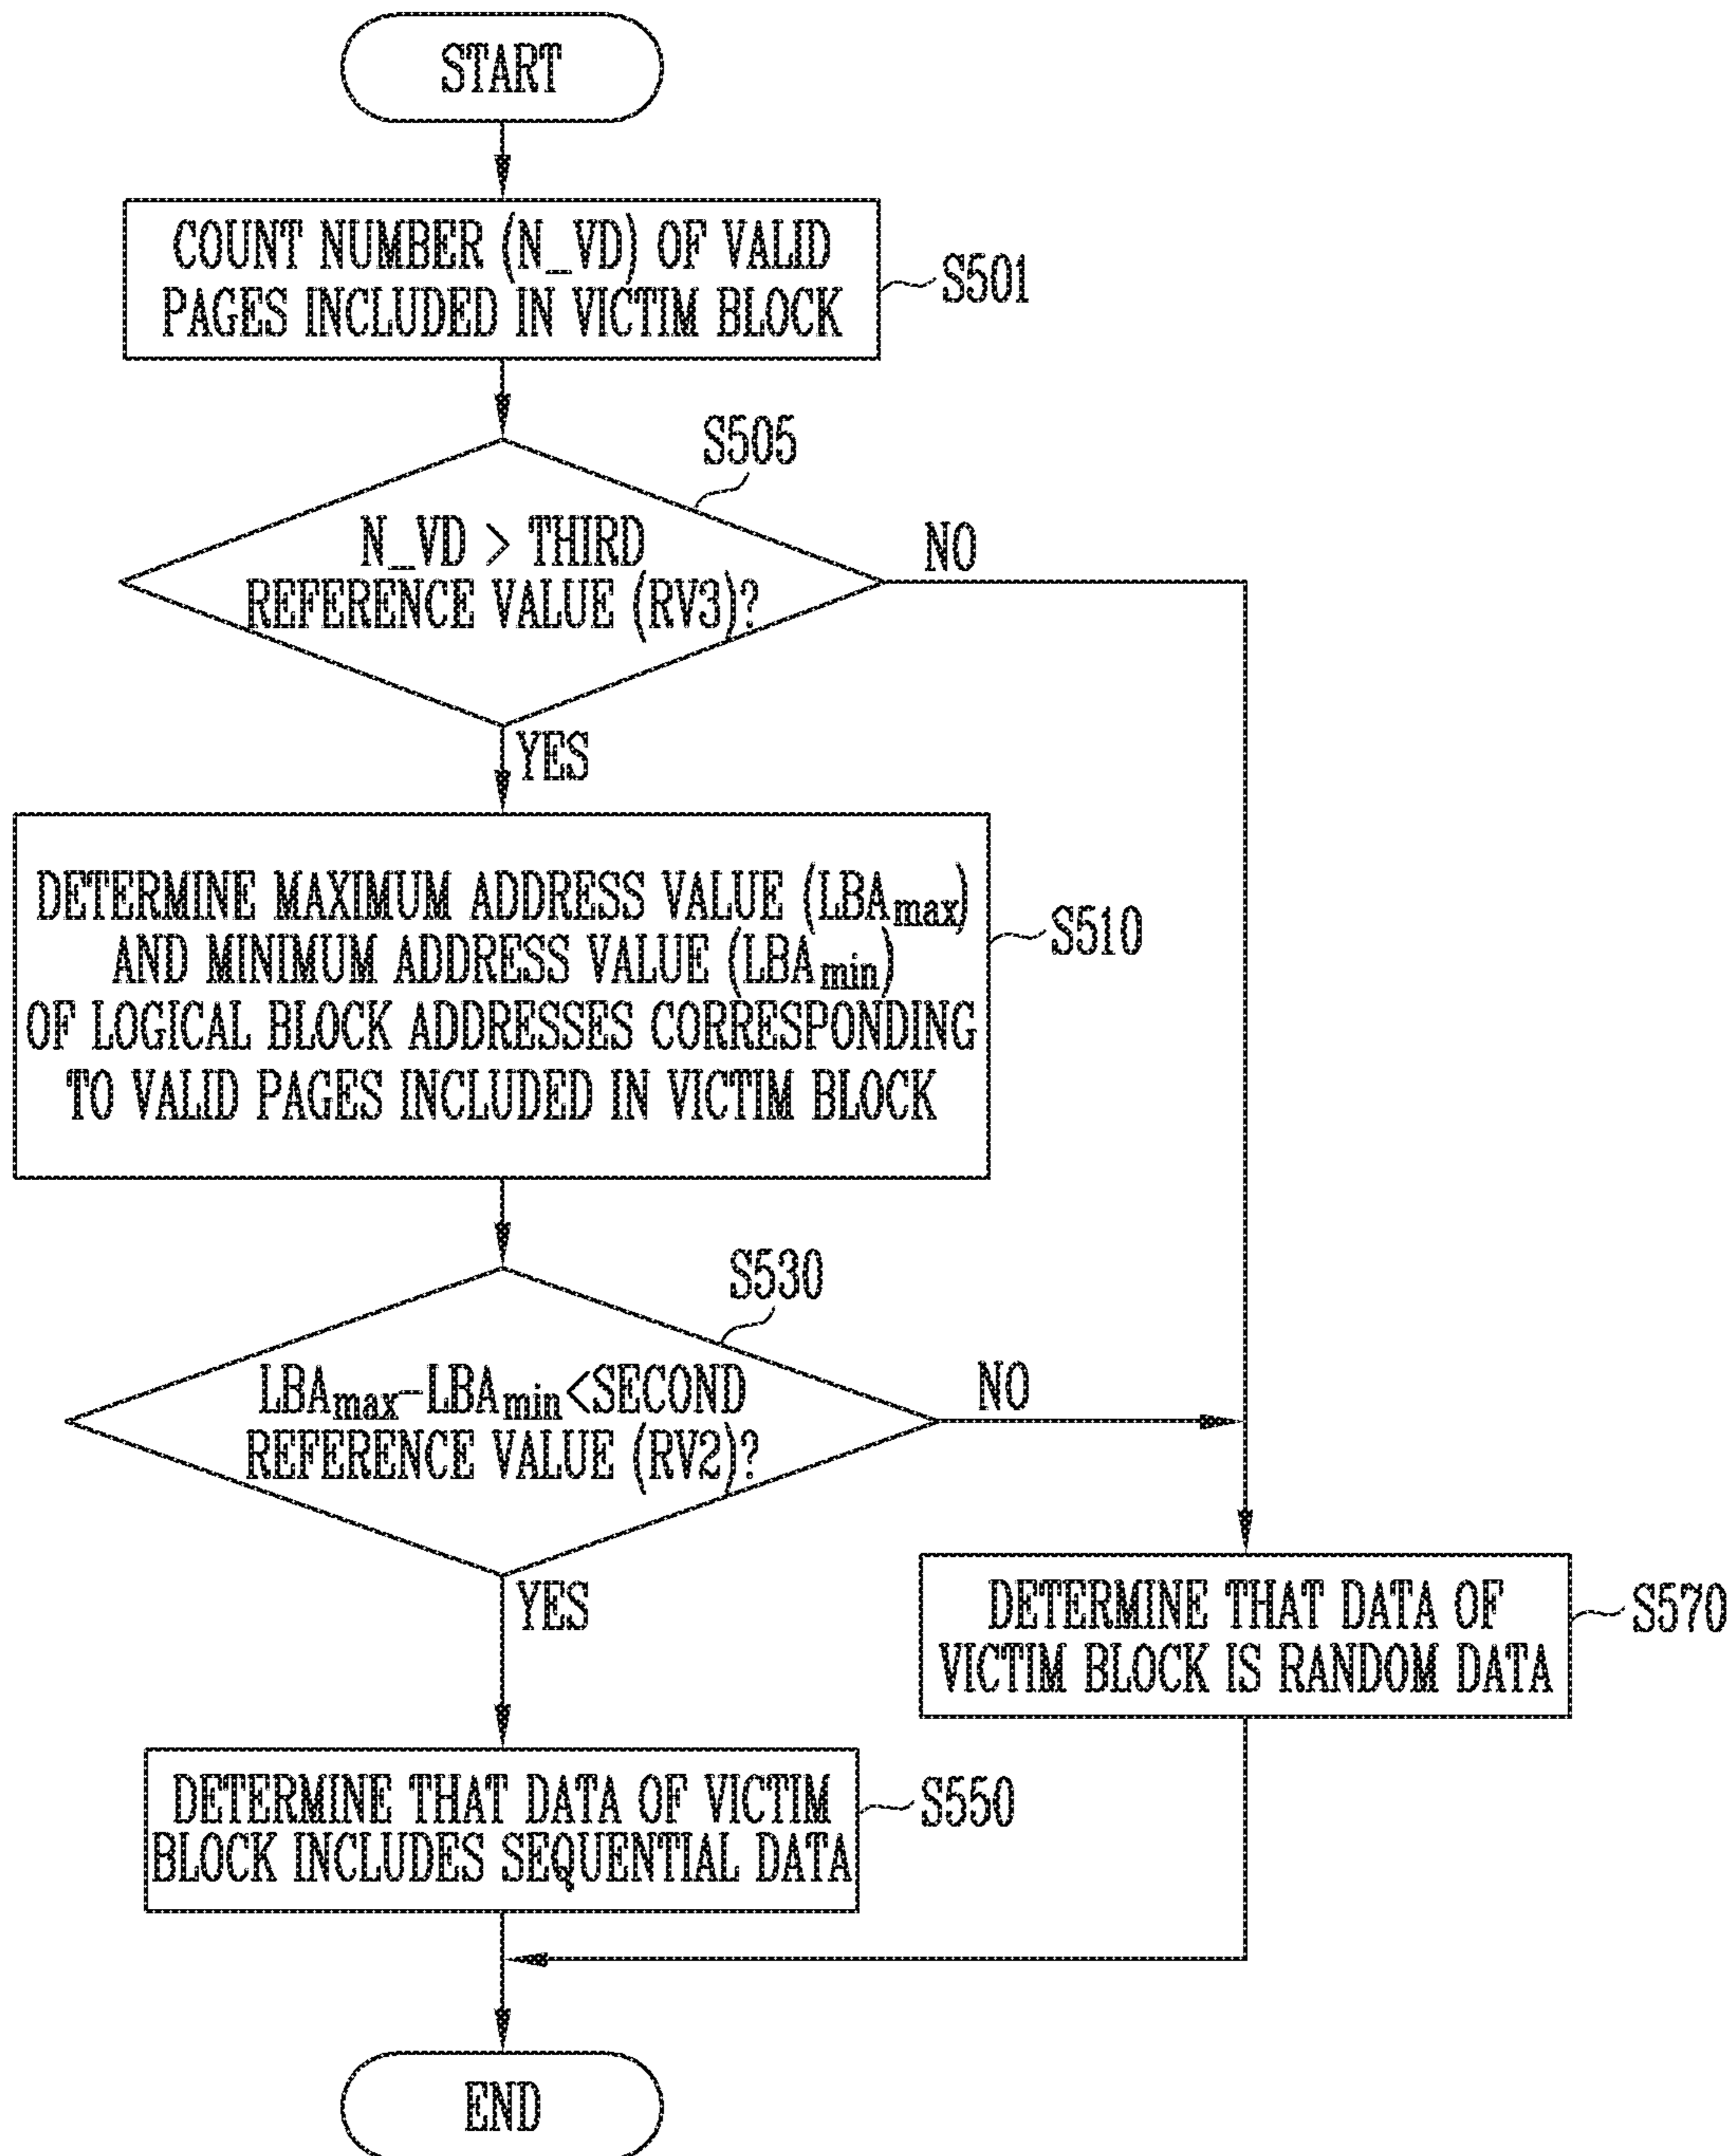 START
COUNT NUMBER (N_VD) OF VALID
PAGES INCLUDED IN VICTIM BLOCK
S501
S505
N_VD > THIRD
REFERENCE VALUE (RV3)?
NO
YES
DETERMINE MAXIMUM ADDRESS VALUE (LBAmax)
AND MINIMUM ADDRESS VALUE (LBAmin)
OF LOGICAL BLOCK ADDRESSES CORRESPONDING
TO VALID PAGES INCLUDED IN VICTIM BLOCK
S510
S530
LBAmax-LBAmin<SECOND
REFERENCE VALUE (RV2)?
NO
YES
DETERMINE THAT DATA OF
VICTIM BLOCK IS RANDOM DATA
S570
DETERMINE THAT DATA OF VICTIM
BLOCK INCLUDES SEQUENTIAL DATA
S550
END